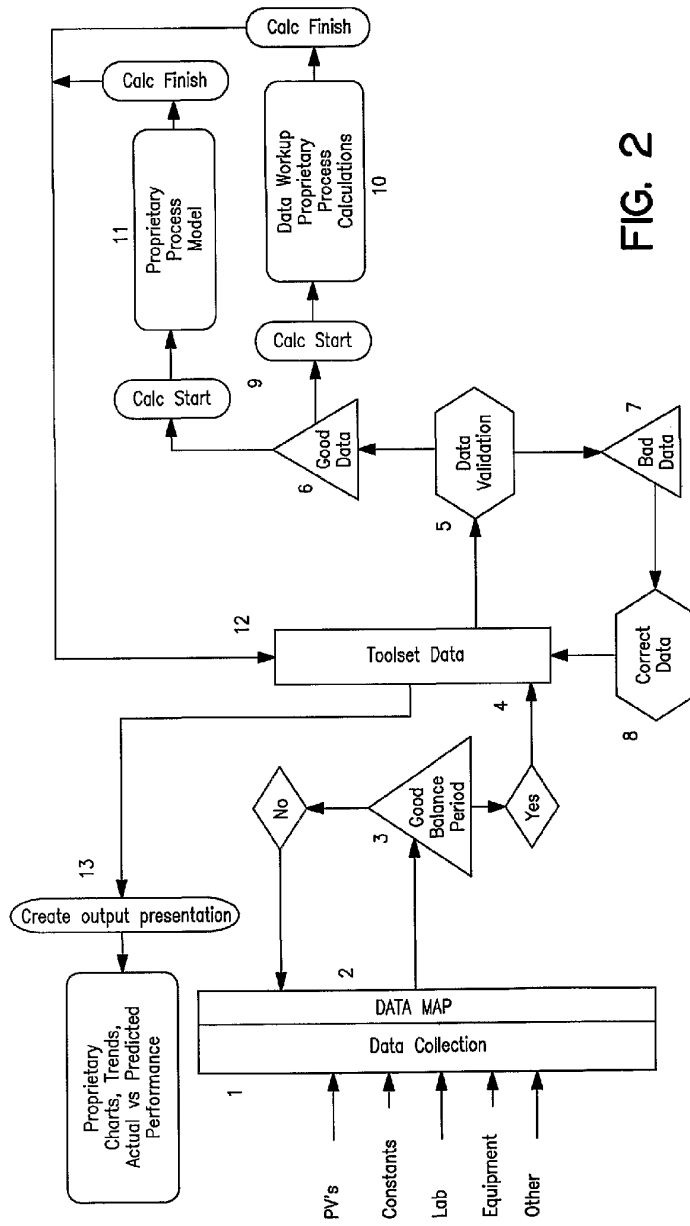 PV's
Constants
Lab
Equipment
Other
1
Data Collection
DATA MAP
2
3
Good
Balance
Period
No
Yes
4
Toolset Data
12
5
Data
Validation
6
Good
Data
7
Bad Data
8
Correct
Data
9
Calc Start
Calc Start
10
Data Workup
Proprietary
Process
Calculations
11
Proprietary
Process
Model
Calc Finish
Calc Finish
13
Create output presentation
Proprietary
Charts, Trends,
Actual vs Predicted
Performance
FIG. 2